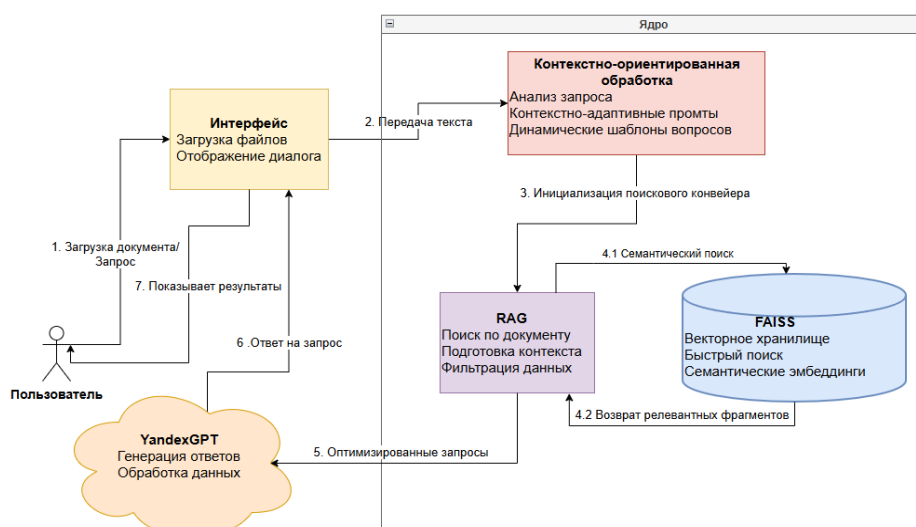 Ядро
Контекстно-ориентированная
обработка
Анализ запроса
Контекстно-адаптивные промты
Динамические шаблоны вопросов
Интерфейс
Загрузка файлов
Отображение диалога
2. Передача текста
3. Инициализация поискового конвейера
1. Загрузка документа/
Запрос
7. Показывает результаты
4.1 Семантический поиск
RAG
Поиск по документу
Подготовка контекста
Фильтрация данных
FAISS
Векторное хранилище
Быстрый поиск
Семантические эмбеддинги
6 .Ответ на запрос
Пользователь
4.2 Возврат релевантных фрагментов
YandexGPT
Генерация ответов
Обработка данных
5. Оптимизированные запросы